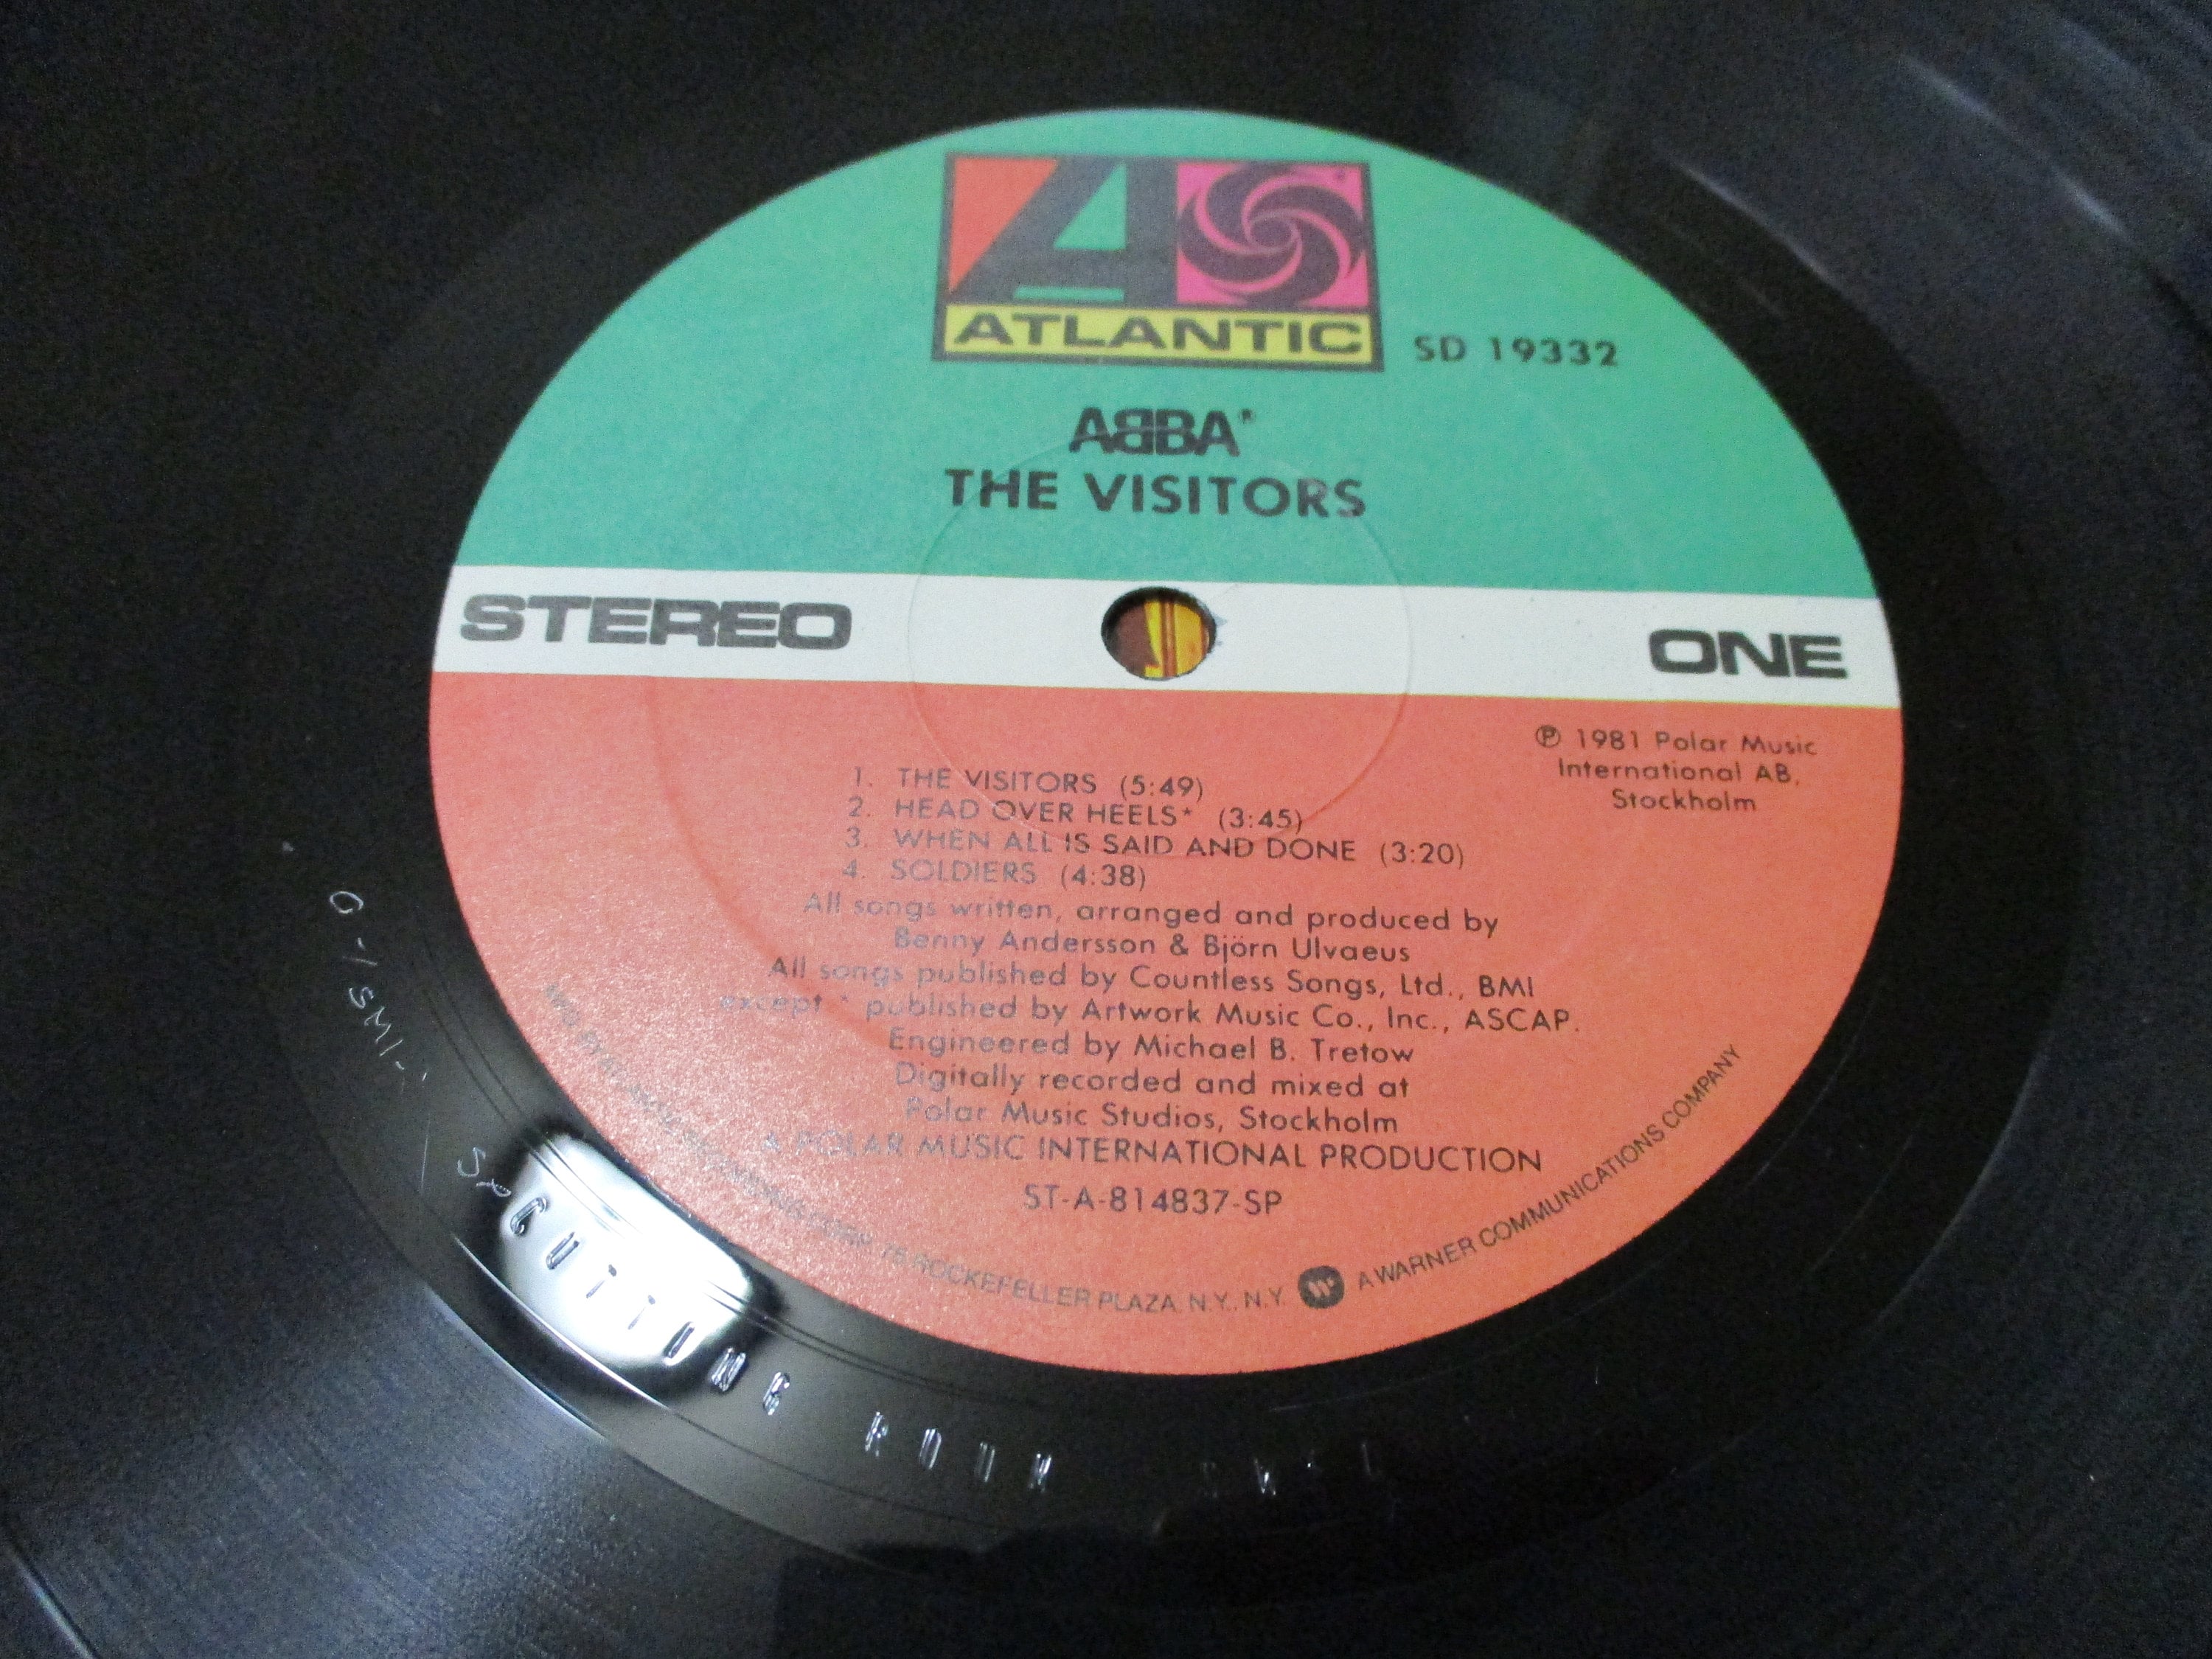 ATLANTIC
SD 19332
ABBA®
THE VISITORS
STEREO
ONE
℗ 1981 Polar Music
International AB,
Stockholm
1. THE VISITORS (5:49)
2. HEAD OVER HEELS* (3:45)
3. WHEN ALL IS SAID AND DONE (3:20)
4. SOLDIERS (4:38)
All songs written, arranged and produced by
Benny Andersson & Björn Ulvaeus
All songs published by Countless Songs, Ltd., BMI
except * published by Artwork Music Co., Inc., ASCAP.
Engineered by Michael B. Tretow
Digitally recorded and mixed at
Polar Music Studios, Stockholm
A POLAR MUSIC INTERNATIONAL PRODUCTION
ST-A-814837-SP
75 ROCKEFELLER PLAZA, N.Y., N.Y. A WARNER COMMUNICATIONS COMPANY